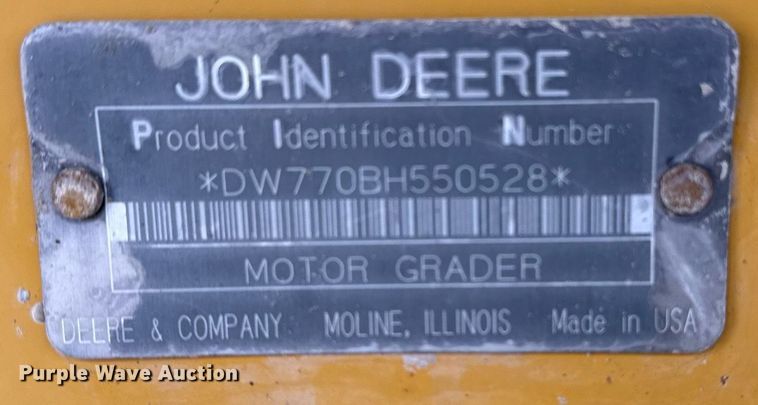 JOHN DEERE
Product Identification Number
*DW770BH550528*
MOTOR GRADER
DEERE & COMPANY MOLINE, ILLINOIS Made in USA
Purple Wave Auction